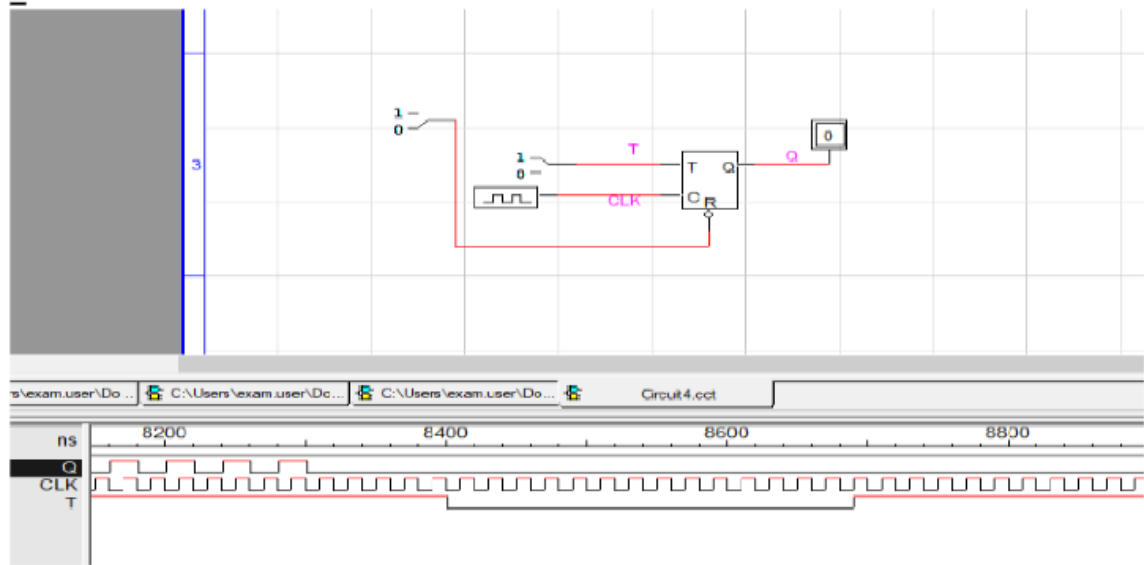 1
0
3
1
0
T
CLK
T Q
C R
Q
0
rs\exam.user\Do ... C:\Users\exam.user\Do... C:\Users\exam.user\Do... Circuit4.cct
ns 8200 8400 8600 8800
Q
CLK
T